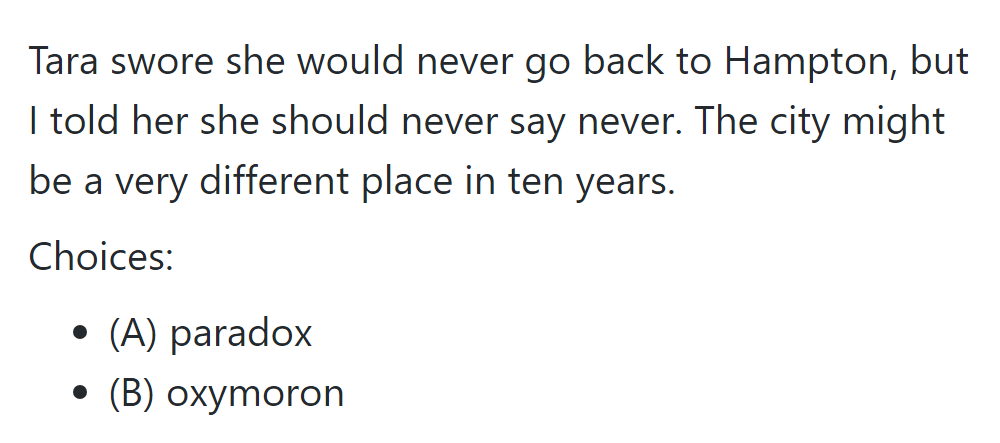 Tara swore she would never go back to Hampton, but
I told her she should never say never. The city might
be a very different place in ten years.
Choices:
• (A) paradox
• (B) oxymoron